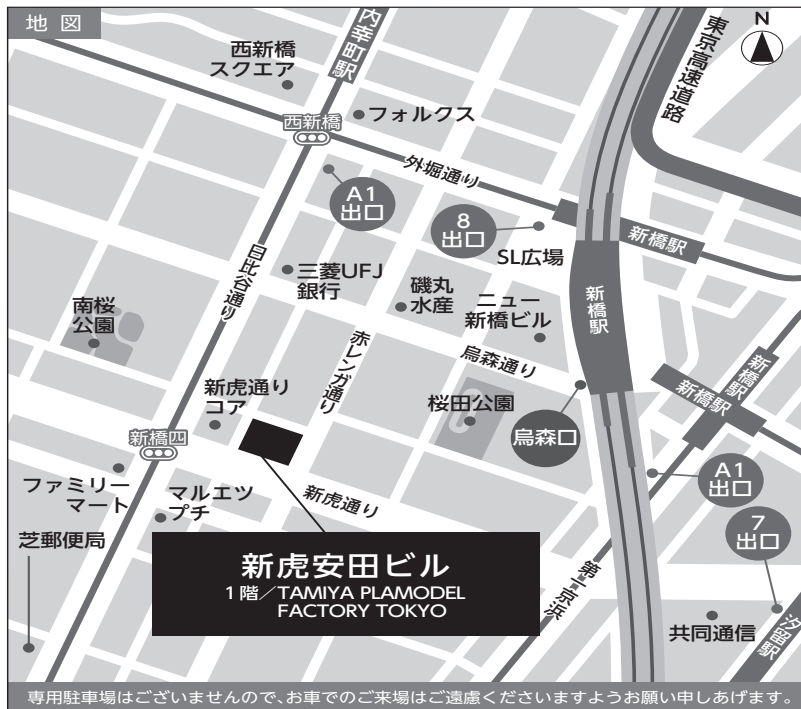 地図
N
内幸町駅
東京高速道路
西新橋
スクエア
フォルクス
西新橋
外堀通り
A1
出口
8
出口
SL広場
新橋駅
日比谷通り
三菱UFJ
銀行
磯丸
水産
ニュー
新橋ビル
新橋駅
南桜
公園
赤レンガ通り
烏森通り
新橋駅
新橋駅
新虎通り
コア
桜田公園
烏森口
新橋四
ファミリー
マート
マルエツ
プチ
新虎通り
A1
出口
7
出口
芝郵便局
新虎安田ビル
1階/TAMIYA PLAMODEL
FACTORY TOKYO
第一京浜
共同通信
汐留駅
専用駐車場はございませんので、お車でのご来場はご遠慮くださいますようお願い申しあげます。